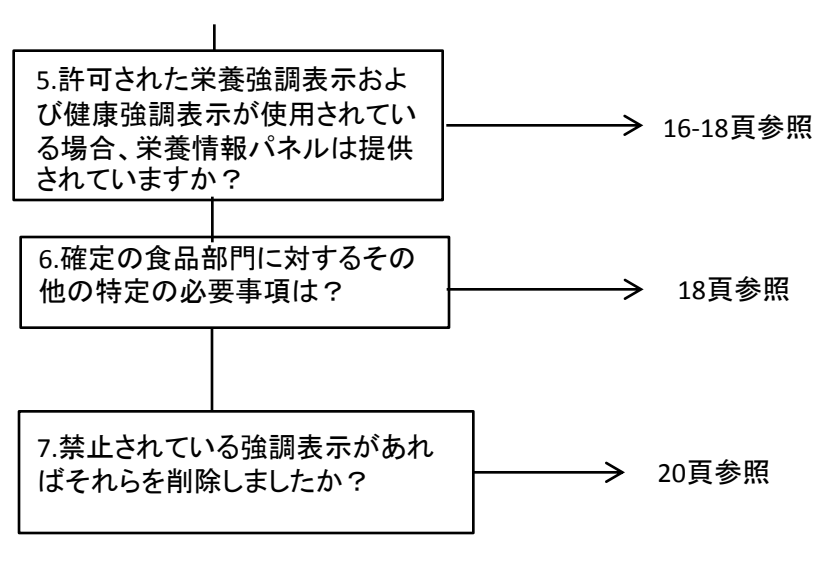 5.許可された栄養強調表示およ
び健康強調表示が使用されてい
る場合、栄養情報パネルは提供
されていますか？
16-18頁参照
6.確定の食品部門に対するその
他の特定の必要事項は？
18頁参照
7.禁止されている強調表示があれ
ばそれらを削除しましたか？
20頁参照